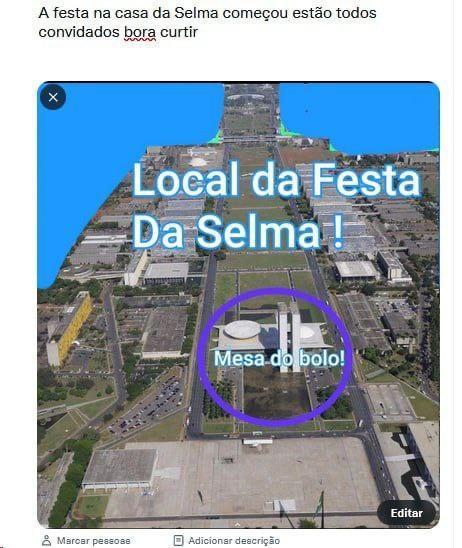 A festa na casa da Selma começou estão todos
convidados bora curtir
Local da Festa
Da Selma !
Mesa do bolo!
Editar
Marcar pessoas
Adicionar descrição